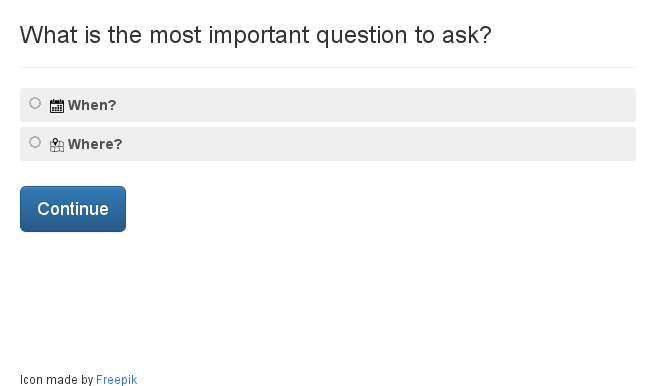 What is the most important question to ask?
When?
Where?
Continue
Icon made by Freepik